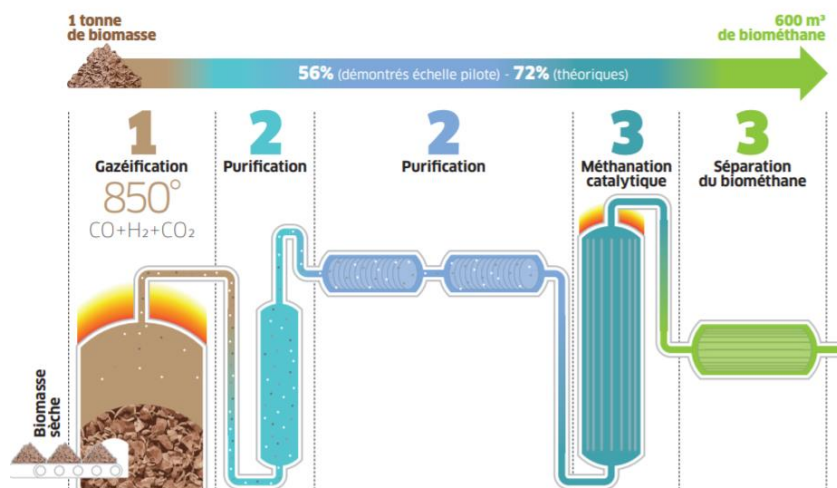 1 tonne
de biomasse
600 m³
de biométhane
56% (démontrés échelle pilote) - 72% (théoriques)
1
Gazéification
850°
CO+H₂+CO₂
2
Purification
2
Purification
3
Méthanation
catalytique
3
Séparation
du biométhane
Biomasse
sèche